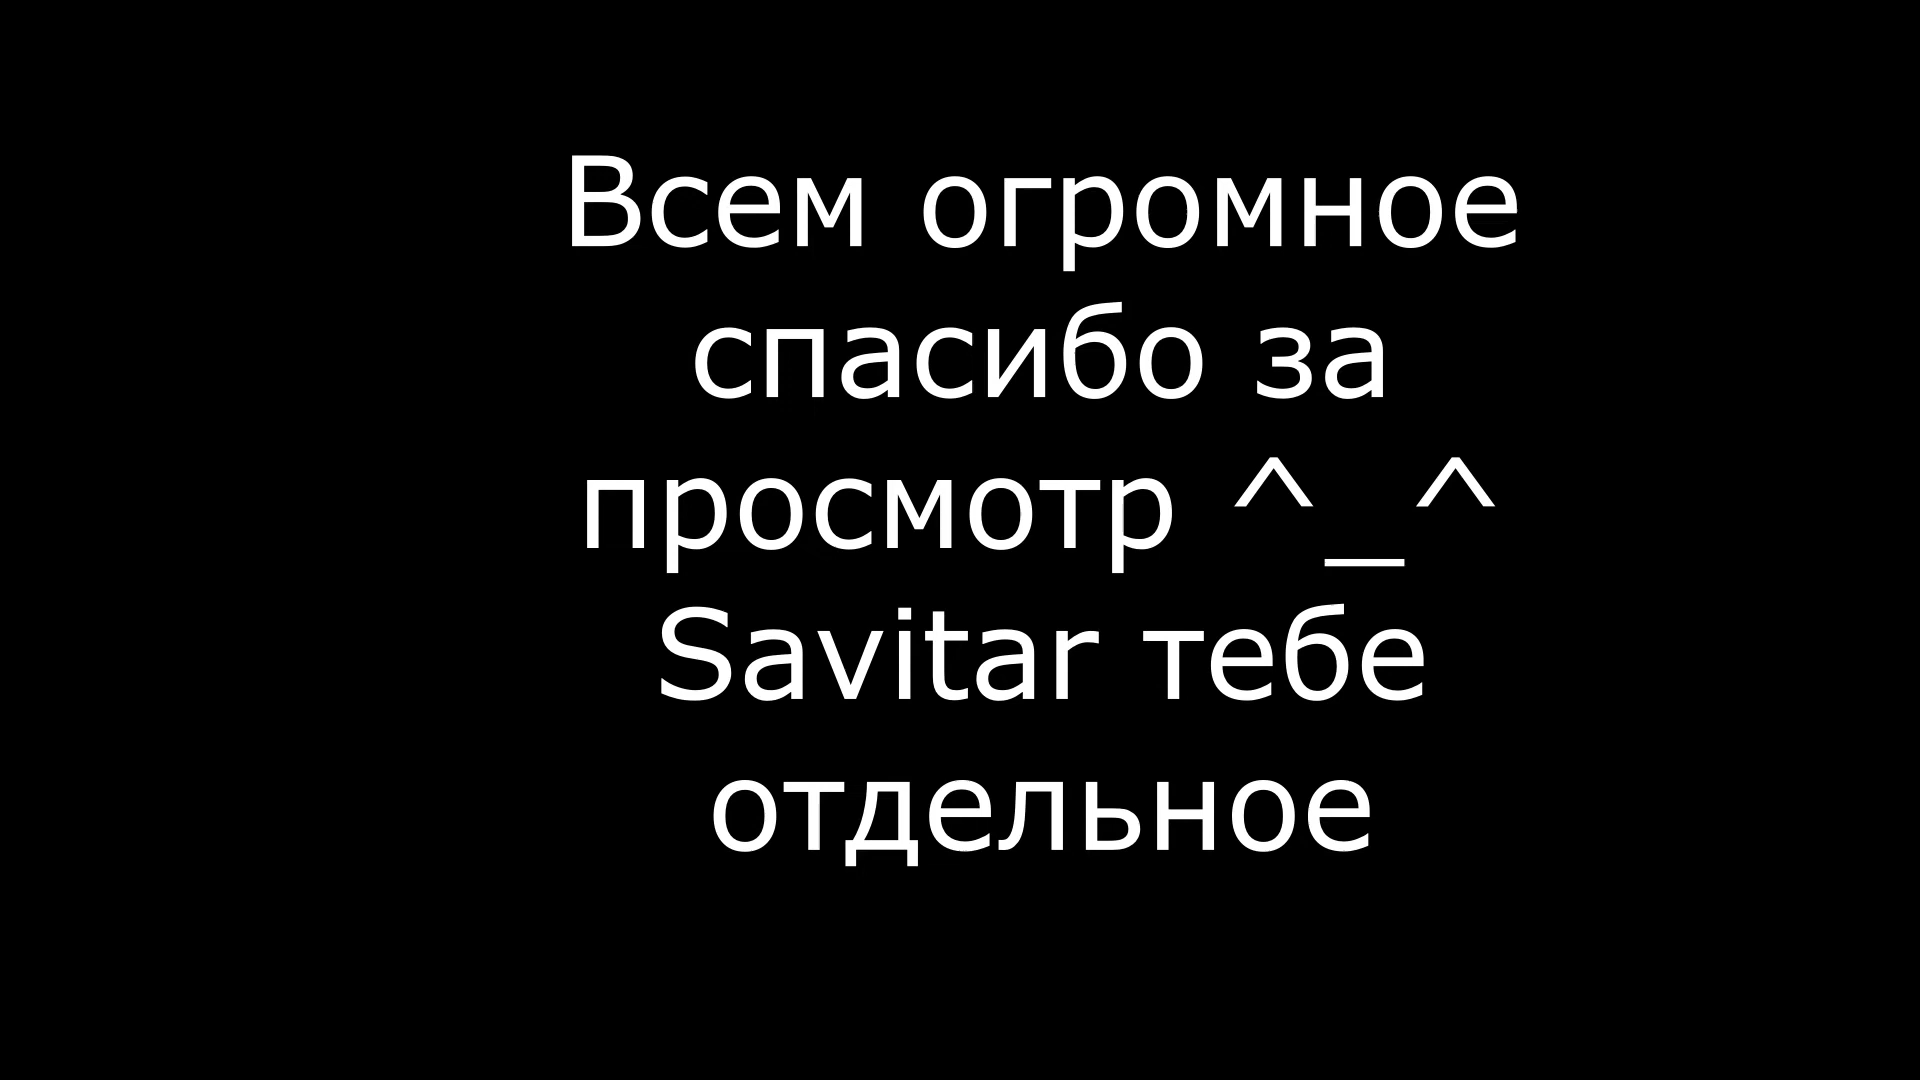 Всем огромное
спасибо за
просмотр ^_^
Savitar тебе
отдельное